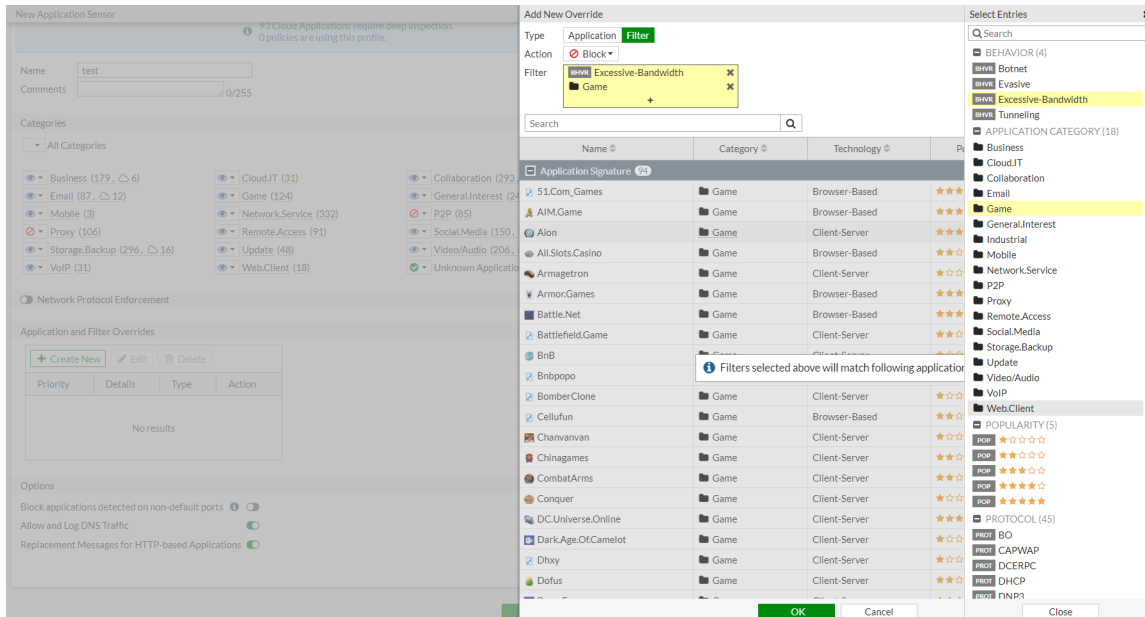 New Application Sensor
93 Cloud Applications require deep inspection.
0 policies are using this profile.
Name test
Comments 0/255
Categories
All Categories
Business (179, 6) Cloud.IT (31) Collaboration (293,
Email (87, 12) Game (124) General.Interest (24
Mobile (3) Network.Service (332) P2P (85)
Proxy (106) Remote.Access (91) Social.Media (150,
Storage.Backup (296, 16) Update (48) Video/Audio (206,
VoIP (31) Web.Client (18) Unknown Applicatio
Network Protocol Enforcement
Application and Filter Overrides
Create New Edit Delete
Priority Details Type Action
No results
Options
Block applications detected on non-default ports
Allow and Log DNS Traffic
Replacement Messages for HTTP-based Applications
Add New Override
Type Application Filter
Action Block
Filter BHVR Excessive-Bandwidth
Game
+
Search
Name Category Technology
Application Signature 94
51.Com_Games Game Browser-Based
AIM.Game Game Browser-Based
Aion Game Client-Server
All.Slots.Casino Game Browser-Based
Armagetron Game Client-Server
Armor.Games Game Browser-Based
Battle.Net Game Browser-Based
Battlefield.Game Game Client-Server
BnB
Filters selected above will match following application
Bnbpopo
BomberClone Game Client-Server
Cellufun Game Browser-Based
Chanvanvan Game Client-Server
Chinagames Game Client-Server
CombatArms Game Client-Server
Conquer Game Client-Server
DC.Universe.Online Game Client-Server
Dark.Age.Of.Camelot Game Client-Server
Dhxy Game Client-Server
Dofus Game Client-Server
OK Cancel
Select Entries
Search
BEHAVIOR (4)
BHVR Botnet
BHVR Evasive
BHVR Excessive-Bandwidth
BHVR Tunneling
APPLICATION CATEGORY (18)
Business
Cloud.IT
Collaboration
Email
Game
General.Interest
Industrial
Mobile
Network.Service
P2P
Proxy
Remote.Access
Social.Media
Storage.Backup
Update
Video/Audio
VoIP
Web.Client
POPULARITY (5)
POP ★☆☆☆☆
POP ★★☆☆☆
POP ★★★☆☆
POP ★★★★☆
POP ★★★★★
PROTOCOL (45)
PROT BO
PROT CAPWAP
PROT DCERPC
PROT DHCP
PROT DNP3
Close